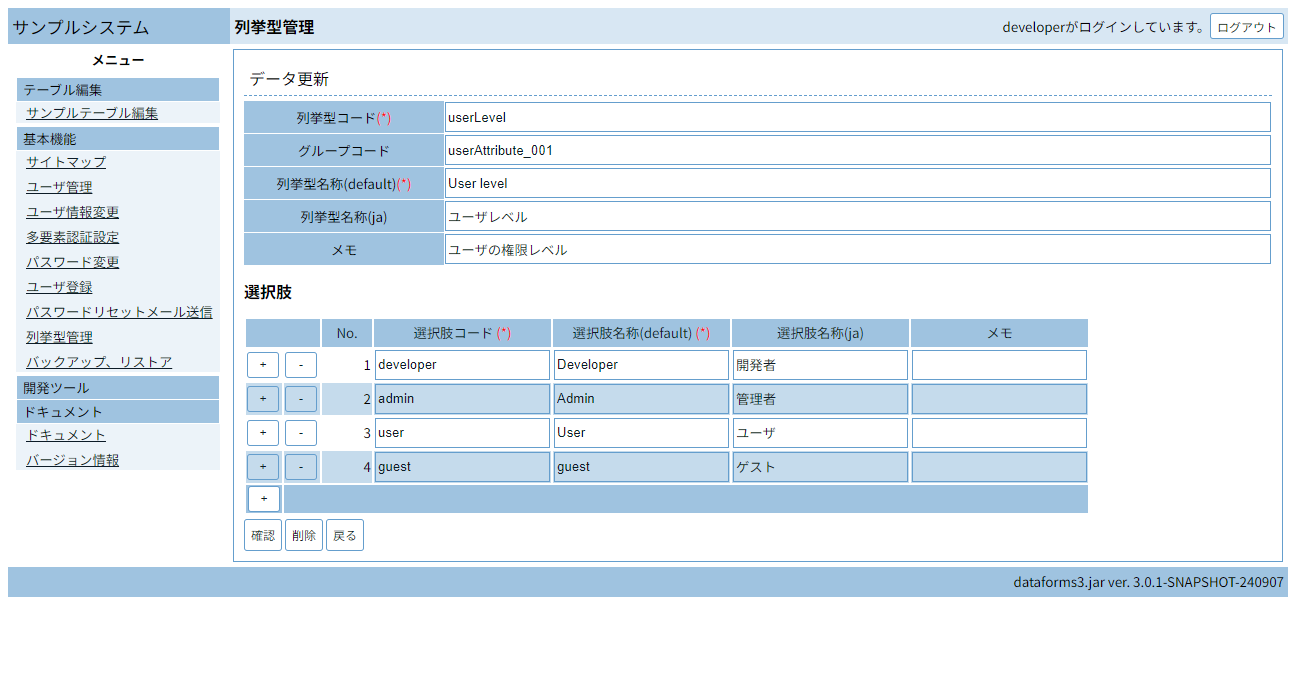 サンプルシステム
列挙型管理
developerがログインしています。 ログアウト
メニュー
テーブル編集
サンプルテーブル編集
基本機能
サイトマップ
ユーザ管理
ユーザ情報変更
多要素認証設定
パスワード変更
ユーザ登録
パスワードリセットメール送信
列挙型管理
バックアップ、リストア
開発ツール
ドキュメント
ドキュメント
バージョン情報
データ更新
列挙型コード(*) userLevel
グループコード userAttribute_001
列挙型名称(default)(*) User level
列挙型名称(ja) ユーザレベル
メモ ユーザの権限レベル
選択肢
No. 選択肢コード (*) 選択肢名称(default) (*) 選択肢名称(ja) メモ
+ - 1 developer Developer 開発者
+ - 2 admin Admin 管理者
+ - 3 user User ユーザ
+ - 4 guest guest ゲスト
+
確認 削除 戻る
dataforms3.jar ver. 3.0.1-SNAPSHOT-240907